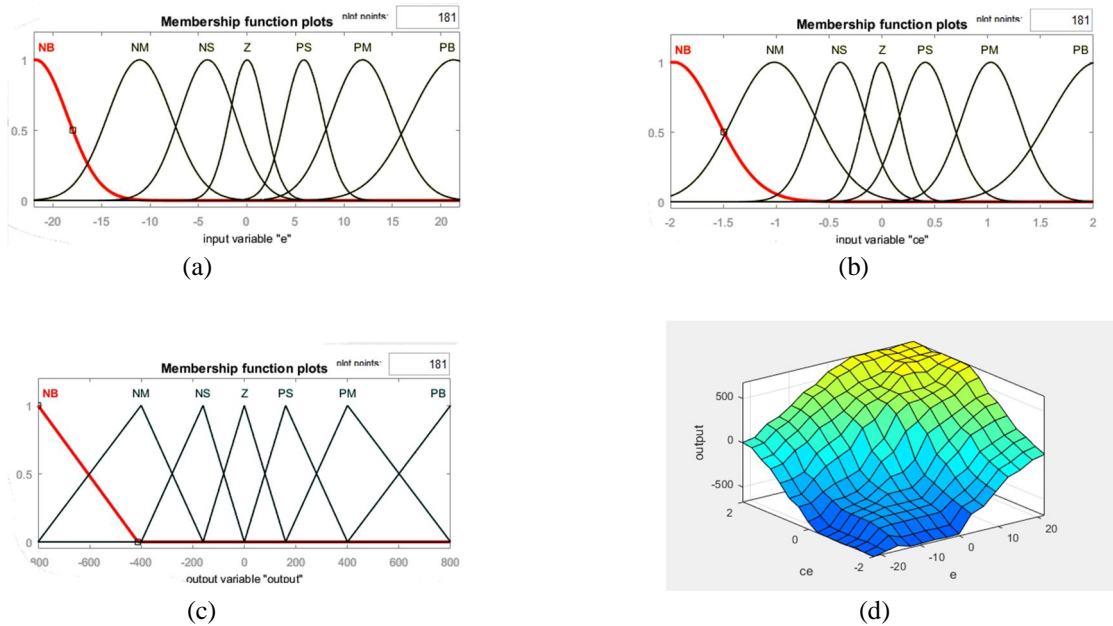 Membership function plots plot points: 181
NB NM NS Z PS PM PB
1
0.5
0
-20 -15 -10 -5 0 5 10 15 20
input variable "e"
(a)
Membership function plots plot points: 181
NB NM NS Z PS PM PB
1
0.5
0
-2 -1.5 -1 -0.5 0 0.5 1 1.5 2
input variable "ce"
(b)
Membership function plots plot points: 181
NB NM NS Z PS PM PB
1
0.5
0
-600 -400 -200 0 200 400 600 800
output variable "output"
(c)
output
500
0
-500
2
0
-2
ce
-20
-10
0
10
20
e
(d)